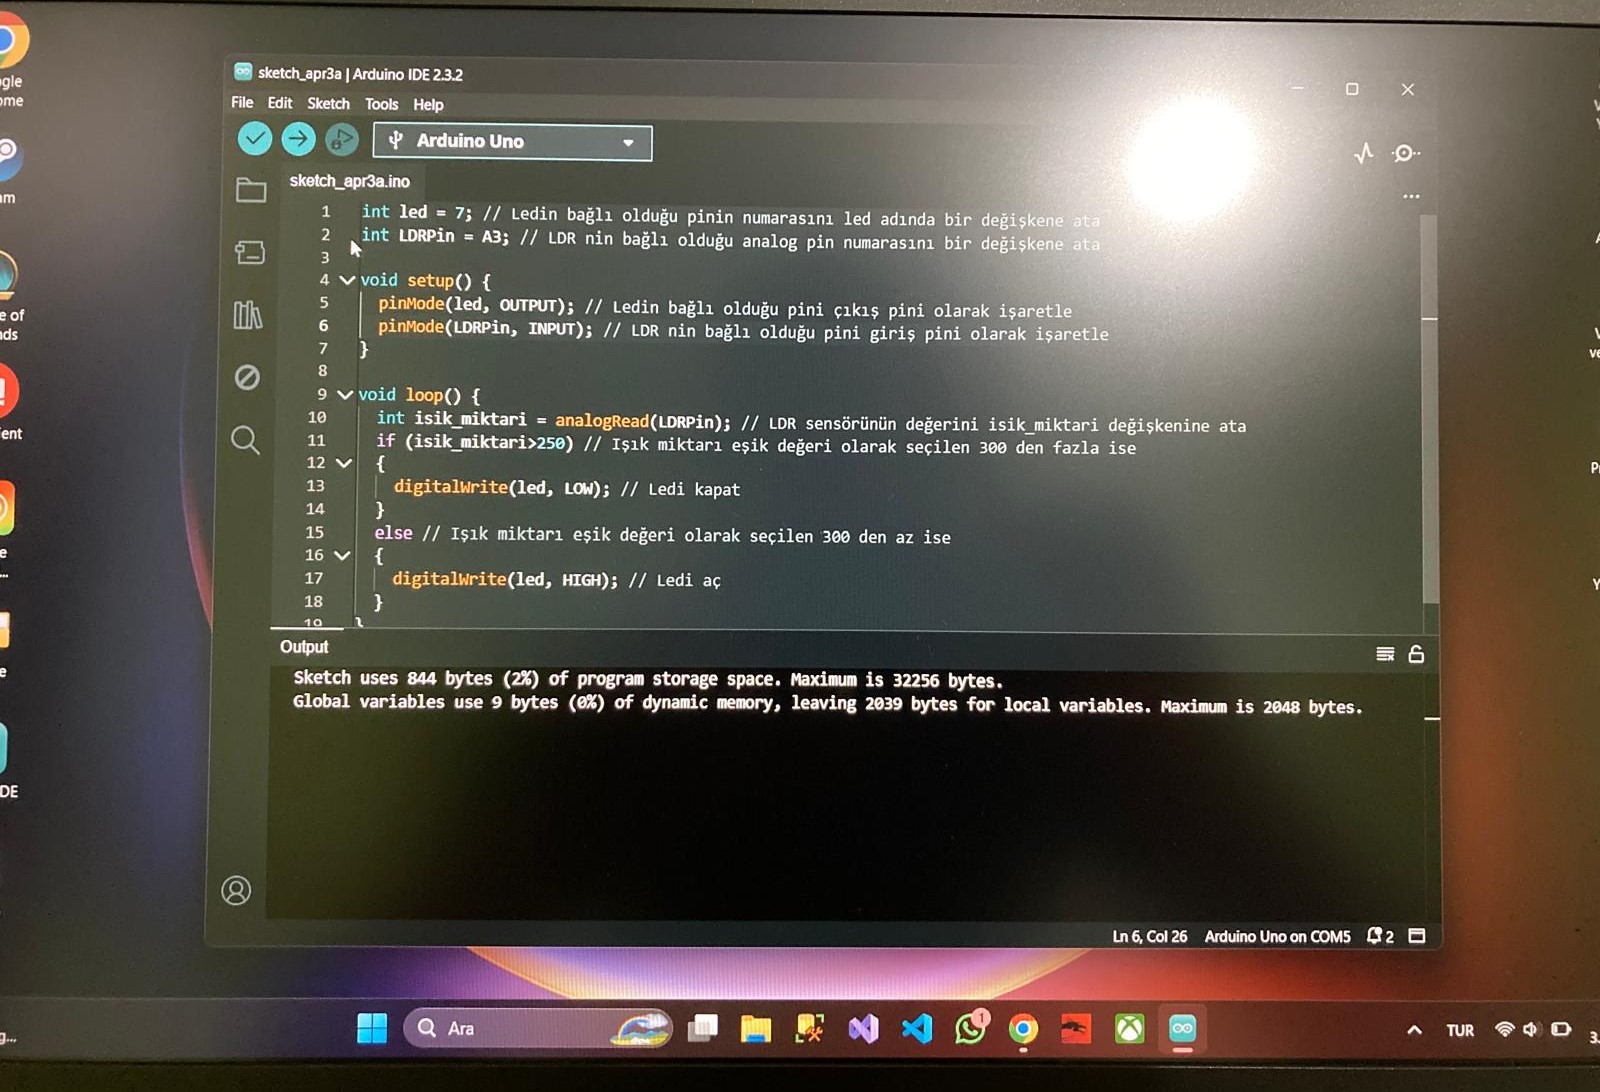 sketch_apr3a | Arduino IDE 2.3.2
File Edit Sketch Tools Help
Arduino Uno
sketch_apr3a.ino
1 int led = 7; // Ledin bağlı olduğu pinin numarasını led adında bir değişkene ata
2 int LDRPin = A3; // LDR nin bağlı olduğu analog pin numarasını bir değişkene ata
3
4 void setup() {
5 pinMode(led, OUTPUT); // Ledin bağlı olduğu pini çıkış pini olarak işaretle
6 pinMode(LDRPin, INPUT); // LDR nin bağlı olduğu pini giriş pini olarak işaretle
7 }
8
9 void loop() {
10 int isik_miktari = analogRead(LDRPin); // LDR sensörünün değerini isik_miktari değişkenine ata
11 if (isik_miktari>250) // Işık miktarı eşik değeri olarak seçilen 300 den fazla ise
12 {
13 digitalWrite(led, LOW); // Ledi kapat
14 }
15 else // Işık miktarı eşik değeri olarak seçilen 300 den az ise
16 {
17 digitalWrite(led, HIGH); // Ledi aç
18 }
19 }
Output
Sketch uses 844 bytes (2%) of program storage space. Maximum is 32256 bytes.
Global variables use 9 bytes (0%) of dynamic memory, leaving 2039 bytes for local variables. Maximum is 2048 bytes.
Ln 6, Col 26 Arduino Uno on COM5 2
Ara
1
TUR